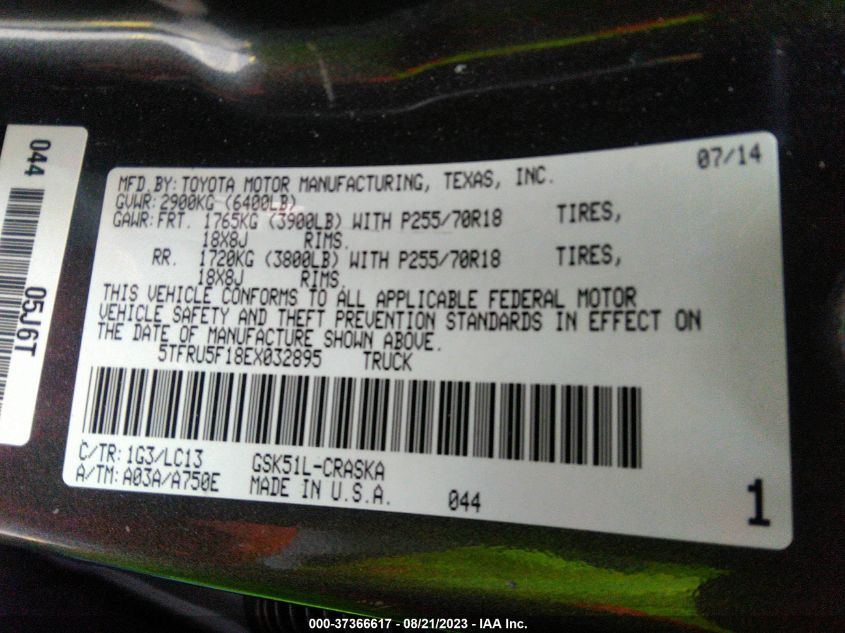 044
05J6T
07/14
MFD.BY: TOYOTA MOTOR MANUFACTURING, TEXAS, INC.
GVWR: 2900KG (6400LB)
GAWR: FRT. 1765KG (3900LB) WITH P255/70R18 TIRES,
18X8J RIMS.
RR. 1720KG (3800LB) WITH P255/70R18 TIRES,
18X8J RIMS.
THIS VEHICLE CONFORMS TO ALL APPLICABLE FEDERAL MOTOR
VEHICLE SAFETY AND THEFT PREVENTION STANDARDS IN EFFECT ON
THE DATE OF MANUFACTURE SHOWN ABOVE.
5TFRU5F18EX032895 TRUCK
C/TR: 1G3/LC13 GSK51L-CRASKA
A/TM: A03A/A750E MADE IN U.S.A. 044
1
000-37366617 - 08/21/2023 - IAA Inc.